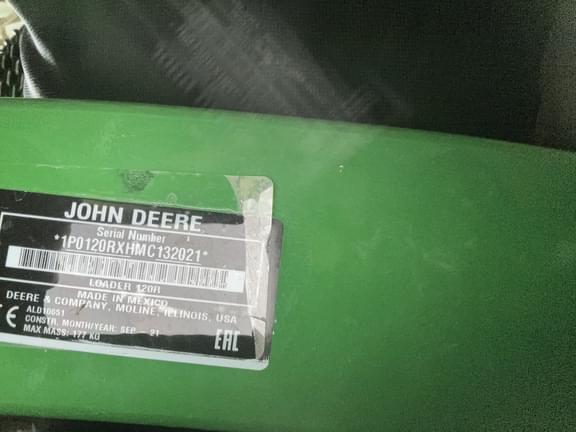 JOHN DEERE
Serial Number
*1P0120RXHMC132021*
LOADER 120R
MADE IN MEXICO
DEERE & COMPANY, MOLINE, ILLINOIS, USA
ALD10651
CONSTR. MONTH/YEAR: SEP - 21
MAX MASS: 177 KG
CE
EAC